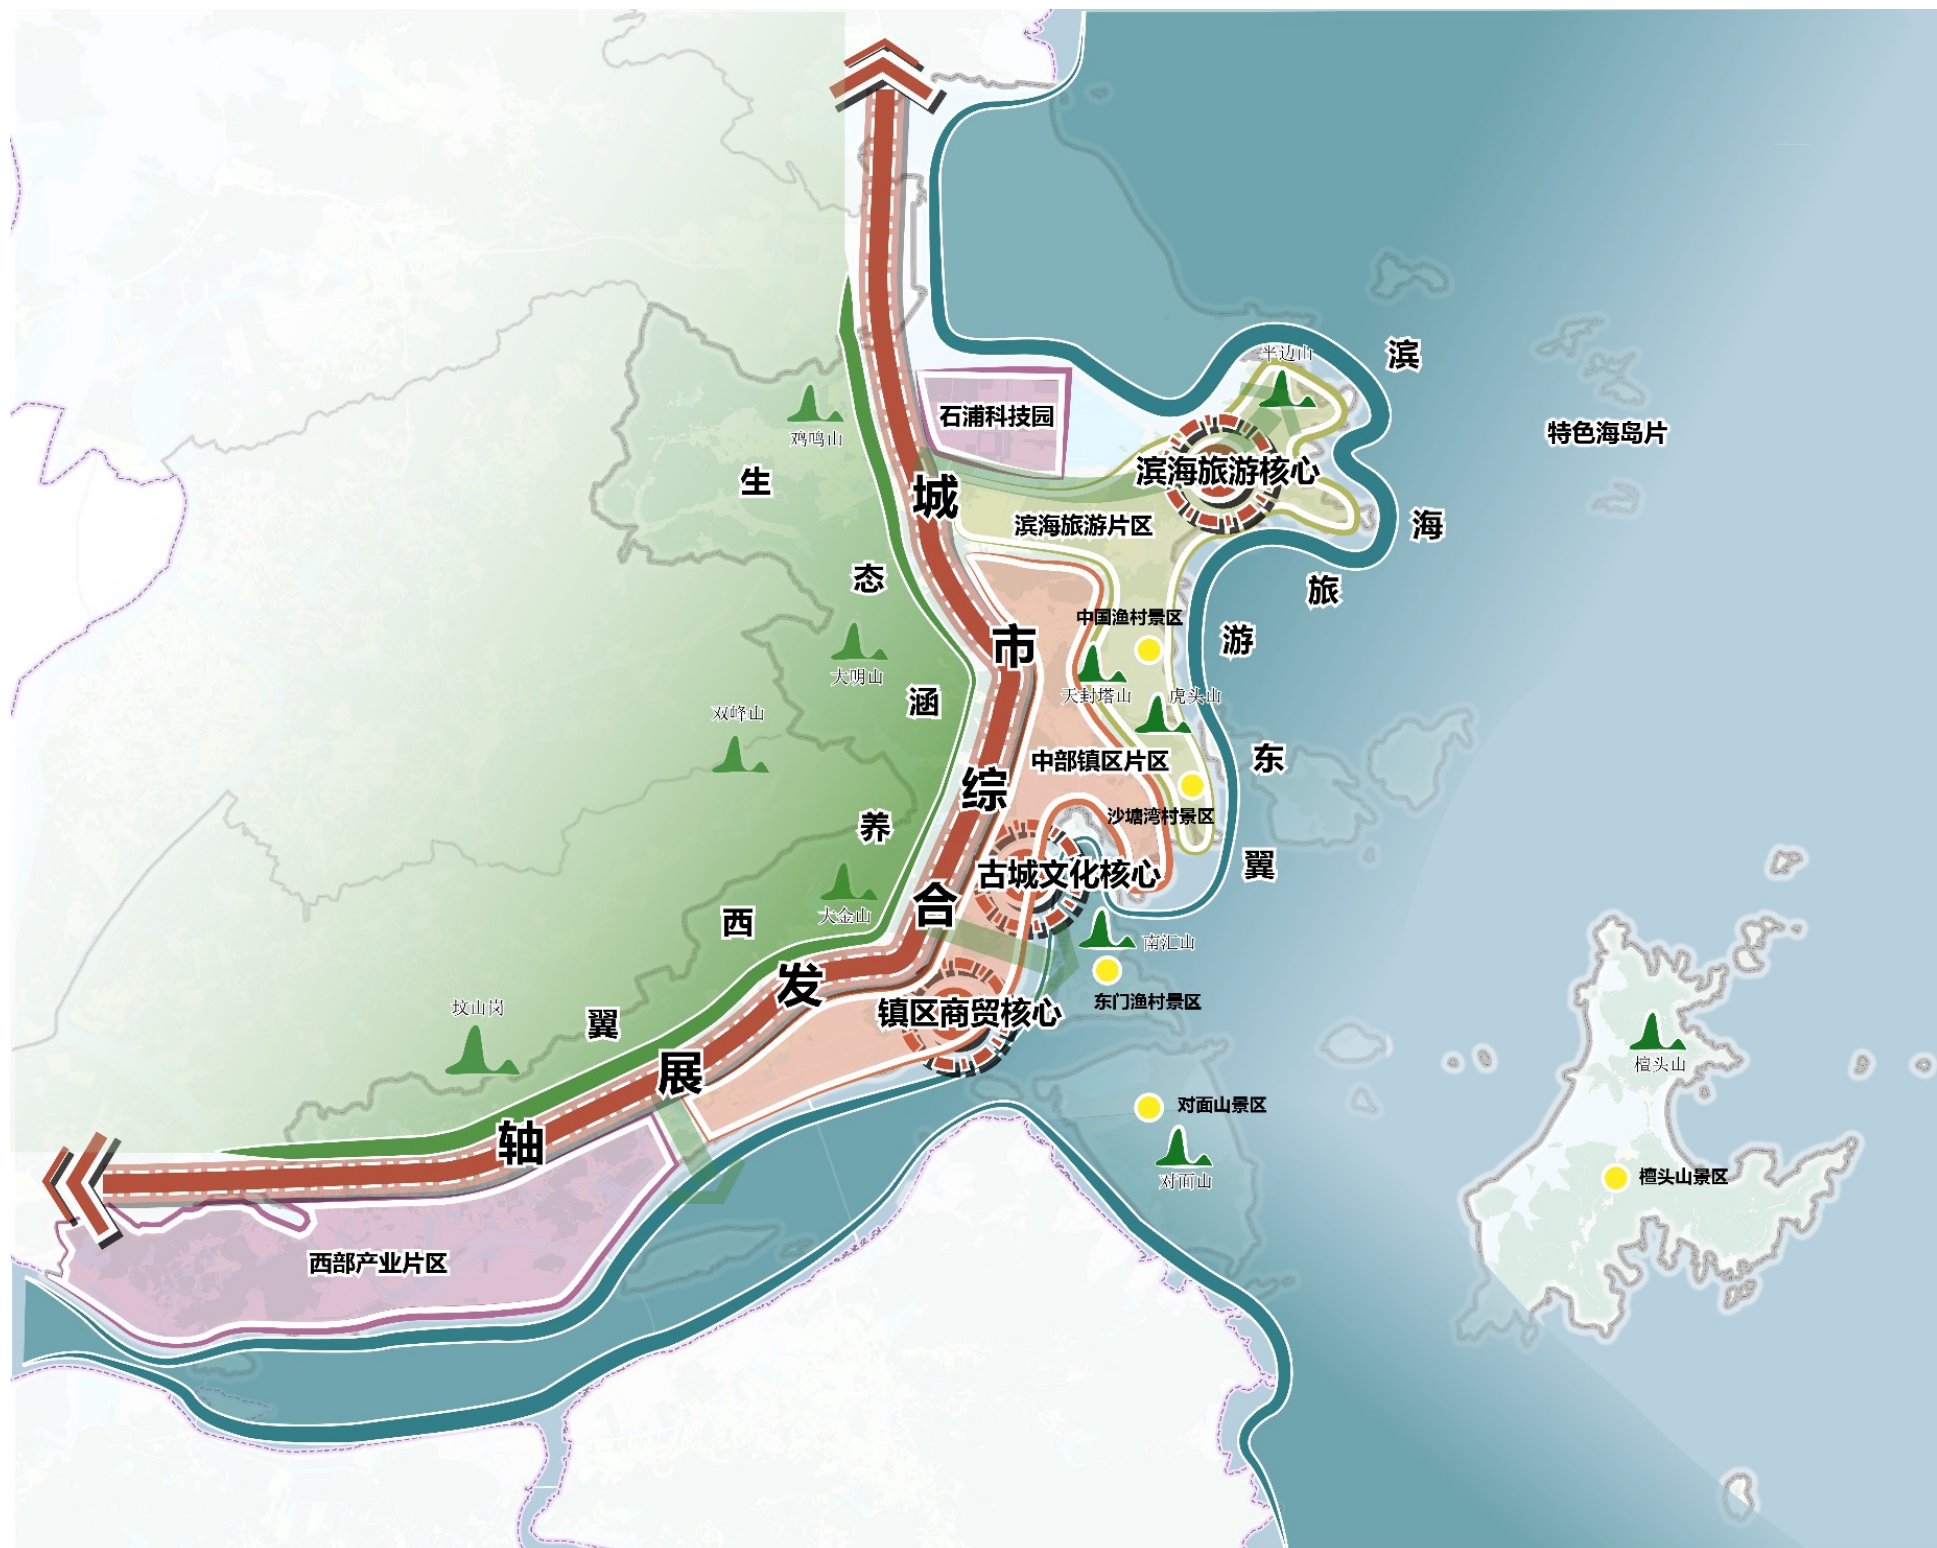 城市综合发展轴
生态涵养西翼
滨海旅游东翼
半边山
石浦科技园
鸡鸣山
特色海岛片
滨海旅游核心
滨海旅游片区
中国渔村景区
大明山
天封塔山
虎头山
双峰山
中部镇区片区
沙塘湾村景区
古城文化核心
大金山
南汇山
东门渔村景区
镇区商贸核心
坟山岗
檀头山
对面山景区
对面山
檀头山景区
西部产业片区